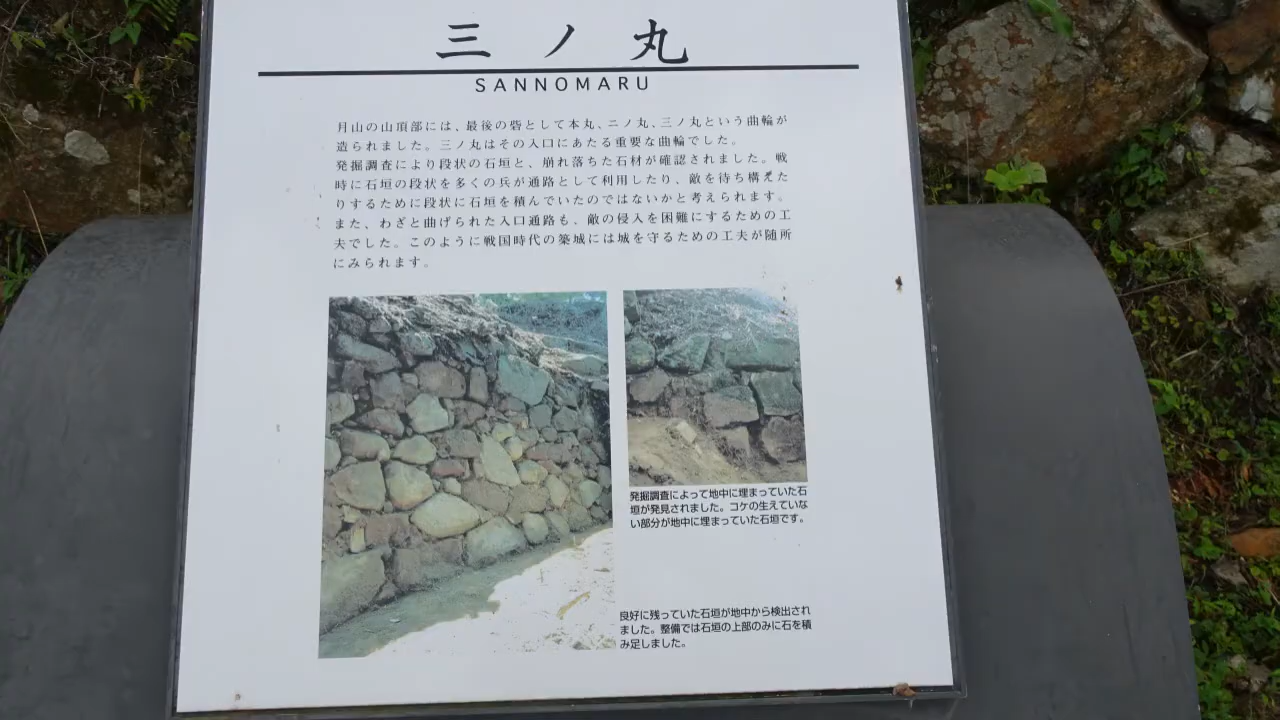 三ノ丸
SANNOMARU
月山の山頂部には、最後の砦として本丸、二ノ丸、三ノ丸という曲輪が
造られました。三ノ丸はその入口にあたる重要な曲輪でした。
発掘調査により段状の石垣と、崩れ落ちた石材が確認されました。戦
時に石垣の段状を多くの兵が通路として利用したり、敵を待ち構えた
りするために段状に石垣を積んでいたのではないかと考えられます。
また、わざと曲げられた入口通路も、敵の侵入を困難にするための工
夫でした。このように戦国時代の築城には城を守るための工夫が随所
にみられます。
発掘調査によって地中に埋まっていた石
垣が発見されました。コケの生えていな
い部分が地中に埋まっていた石垣です。
良好に残っていた石垣が地中から検出され
ました。整備では石垣の上部のみに石を積
み足しました。